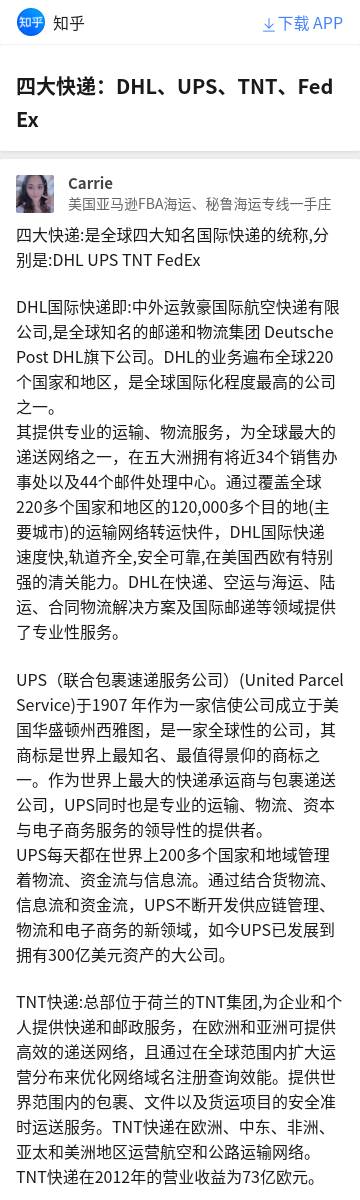 知乎 知乎 下载 APP
四大快递：DHL、UPS、TNT、Fed
Ex
Carrie
美国亚马逊FBA海运、秘鲁海运专线一手庄
四大快递:是全球四大知名国际快递的统称,分
别是:DHL UPS TNT FedEx
DHL国际快递即:中外运敦豪国际航空快递有限
公司,是全球知名的邮递和物流集团 Deutsche
Post DHL旗下公司。DHL的业务遍布全球220
个国家和地区，是全球国际化程度最高的公司
之一。
其提供专业的运输、物流服务，为全球最大的
递送网络之一，在五大洲拥有将近34个销售办
事处以及44个邮件处理中心。通过覆盖全球
220多个国家和地区的120,000多个目的地(主
要城市)的运输网络转运快件，DHL国际快递
速度快,轨道齐全,安全可靠,在美国西欧有特别
强的清关能力。DHL在快递、空运与海运、陆
运、合同物流解决方案及国际邮递等领域提供
了专业性服务。
UPS（联合包裹速递服务公司）(United Parcel
Service)于1907 年作为一家信使公司成立于美
国华盛顿州西雅图，是一家全球性的公司，其
商标是世界上最知名、最值得景仰的商标之
一。作为世界上最大的快递承运商与包裹递送
公司，UPS同时也是专业的运输、物流、资本
与电子商务服务的领导性的提供者。
UPS每天都在世界上200多个国家和地域管理
着物流、资金流与信息流。通过结合货物流、
信息流和资金流，UPS不断开发供应链管理、
物流和电子商务的新领域，如今UPS已发展到
拥有300亿美元资产的大公司。
TNT快递:总部位于荷兰的TNT集团,为企业和个
人提供快递和邮政服务，在欧洲和亚洲可提供
高效的递送网络，且通过在全球范围内扩大运
营分布来优化网络域名注册查询效能。提供世
界范围内的包裹、文件以及货运项目的安全准
时运送服务。TNT快递在欧洲、中东、非洲、
亚太和美洲地区运营航空和公路运输网络。
TNT快递在2012年的营业收益为73亿欧元。